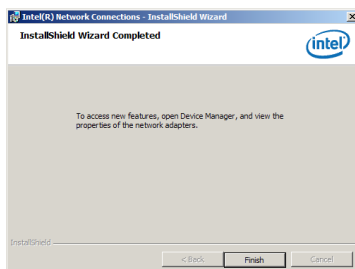 Intel(R) Network Connections - InstallShield Wizard
InstallShield Wizard Completed
intel
To access new features, open Device Manager, and view the
properties of the network adapters.
InstallShield
< Back
Finish
Cancel